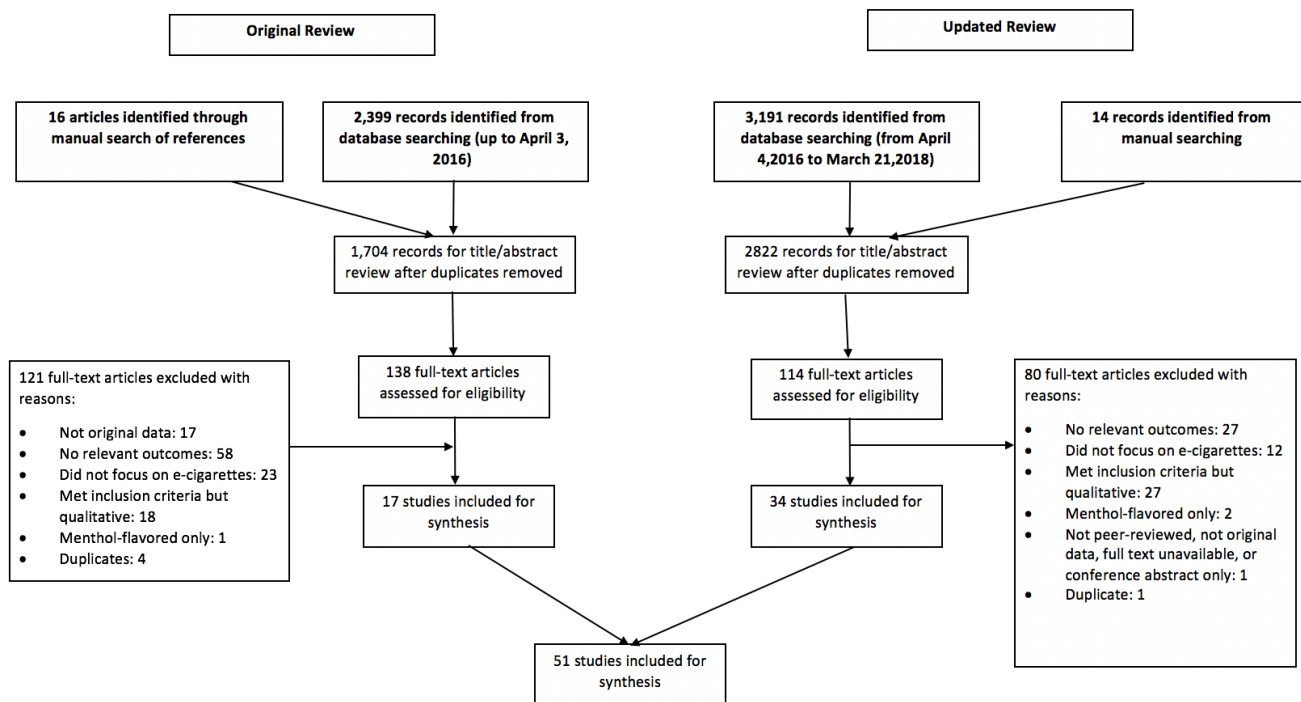 Original Review
Updated Review
16 articles identified through
manual search of references
2,399 records identified from
database searching (up to April 3,
2016)
3,191 records identified from
database searching (from April
4,2016 to March 21,2018)
14 records identified from
manual searching
1,704 records for title/abstract
review after duplicates removed
2822 records for title/abstract
review after duplicates removed
138 full-text articles
assessed for eligibility
114 full-text articles
assessed for eligibility
121 full-text articles excluded with
reasons:
• Not original data: 17
• No relevant outcomes: 58
• Did not focus on e-cigarettes: 23
• Met inclusion criteria but
qualitative: 18
• Menthol-flavored only: 1
• Duplicates: 4
80 full-text articles excluded with
reasons:
• No relevant outcomes: 27
• Did not focus on e-cigarettes: 12
• Met inclusion criteria but
qualitative: 27
• Menthol-flavored only: 2
• Not peer-reviewed, not original
data, full text unavailable, or
conference abstract only: 1
• Duplicate: 1
17 studies included for
synthesis
34 studies included for
synthesis
51 studies included for
synthesis